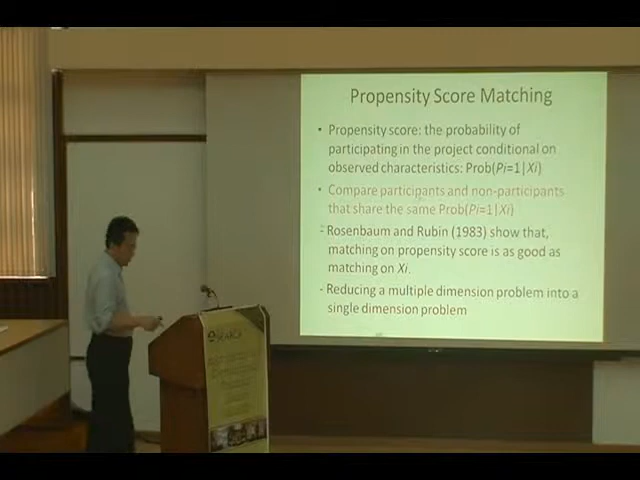 Propensity Score Matching
• Propensity score: the probability of
participating in the project conditional on
observed characteristics: Prob(Pi=1|Xi)
• Compare participants and non-participants
that share the same Prob(Pi=1|Xi)
- Rosenbaum and Rubin (1983) show that,
matching on propensity score is as good as
matching on Xi.
- Reducing a multiple dimension problem into a
single dimension problem